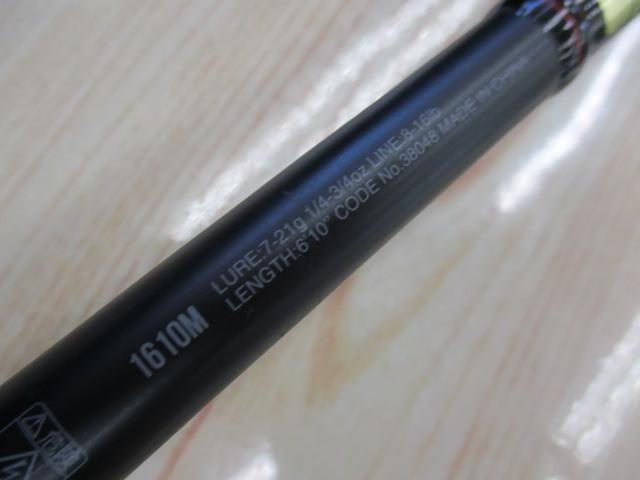 1610M
LURE:7-21g 1/4-3/4oz LINE:8-16lb
LENGTH:6'10" CODE No.38048 MADE IN CHINA